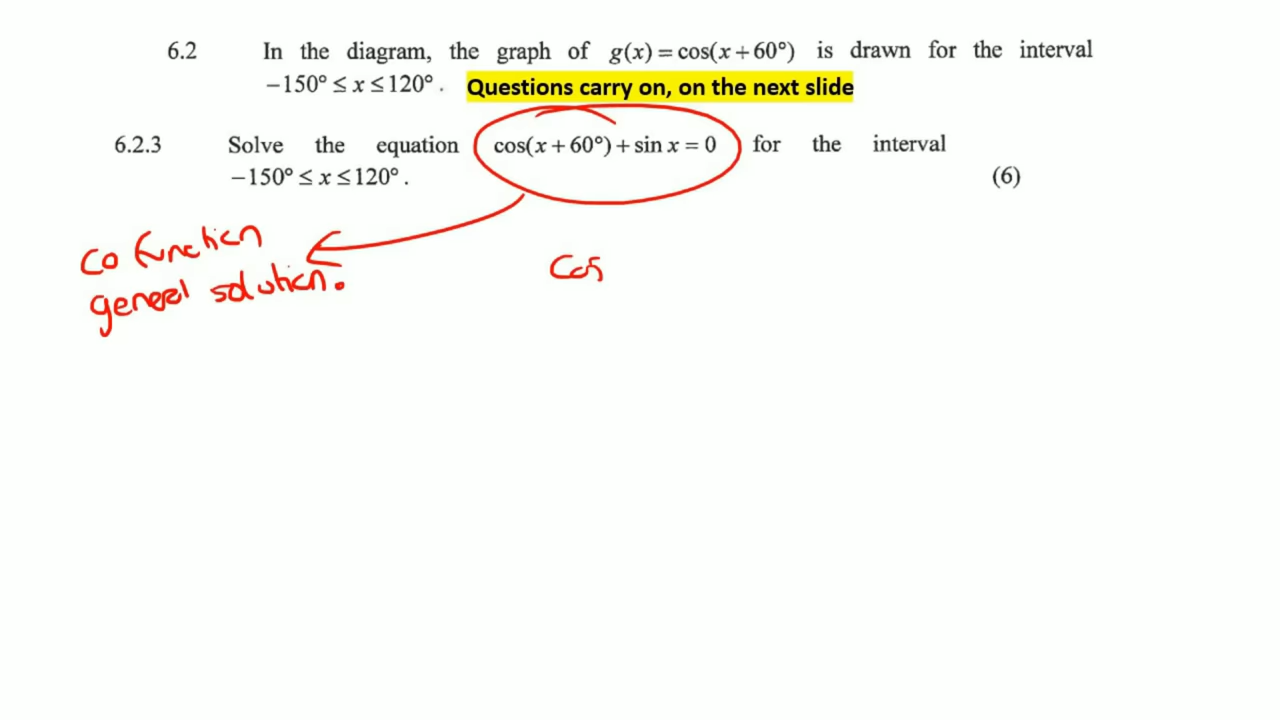 6.2 In the diagram, the graph of g(x) = cos(x + 60°) is drawn for the interval
−150° ≤ x ≤ 120° . Questions carry on, on the next slide
6.2.3 Solve the equation cos(x + 60°) + sin x = 0 for the interval
−150° ≤ x ≤ 120° . (6)
co function
general solution.
cos